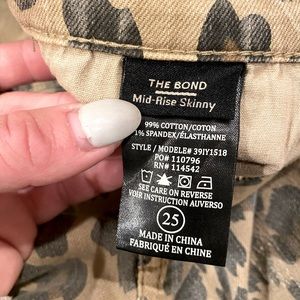 THE BOND
Mid-Rise Skinny
99% COTTON/COTON
1% SPANDEX/ÉLASTHANNE
STYLE / MODELE# 39IY1518
PO# 110796
RN# 114542
SEE CARE ON REVERSE
VOIR INSTRUCTION AUVERSO
25
MADE IN CHINA
FABRIQUÉ EN CHINE